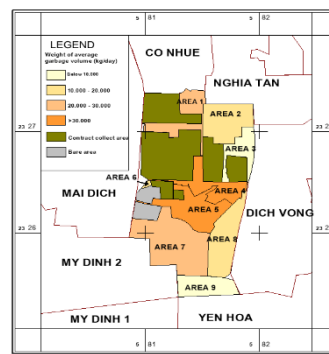 5 81
5 82
LEGEND
Weight of average
garbage volume (kg/day)
Below 10.000
10.000 - 20.000
20.000 - 30.000
>30.000
Contract collect area
Bare area
CO NHUE
NGHIA TAN
AREA 1
AREA 2
23 27
23 27
AREA 3
AREA 6
AREA 4
MAI DICH
AREA 5
DICH VONG
23 26
AREA 8
MY DINH 2
AREA 7
AREA 9
MY DINH 1
YEN HOA
5 81
5 82